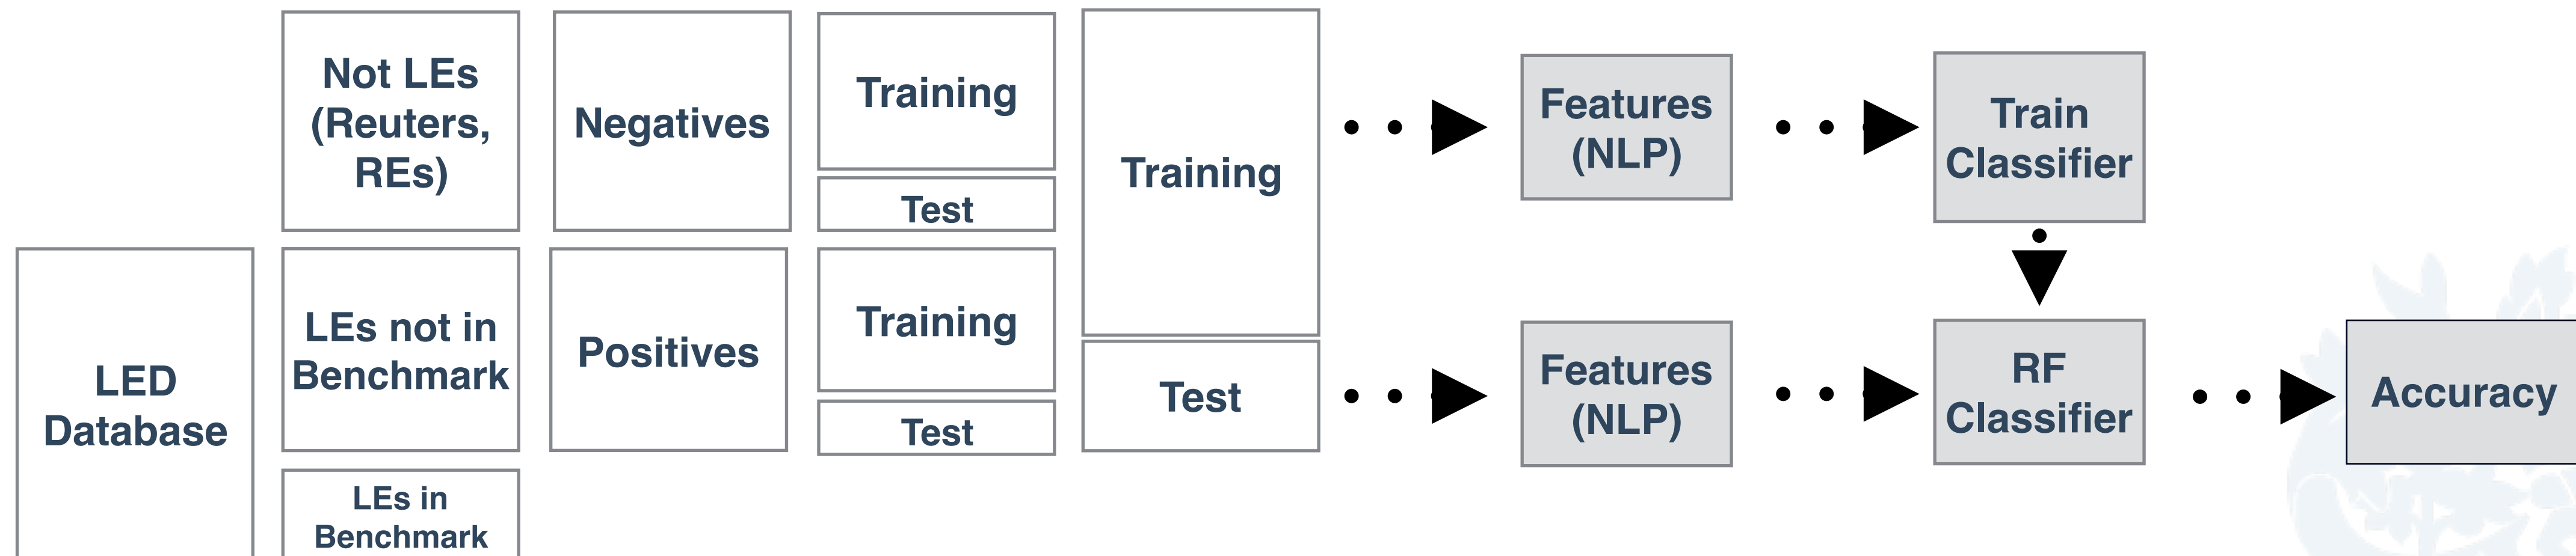 LED
Database
Not LEs
(Reuters,
REs)
LEs not in
Benchmark
LEs in
Benchmark
Negatives
Positives
Training
Test
Training
Test
Training
Test
Features
(NLP)
Features
(NLP)
Train
Classifier
RF
Classifier
Accuracy